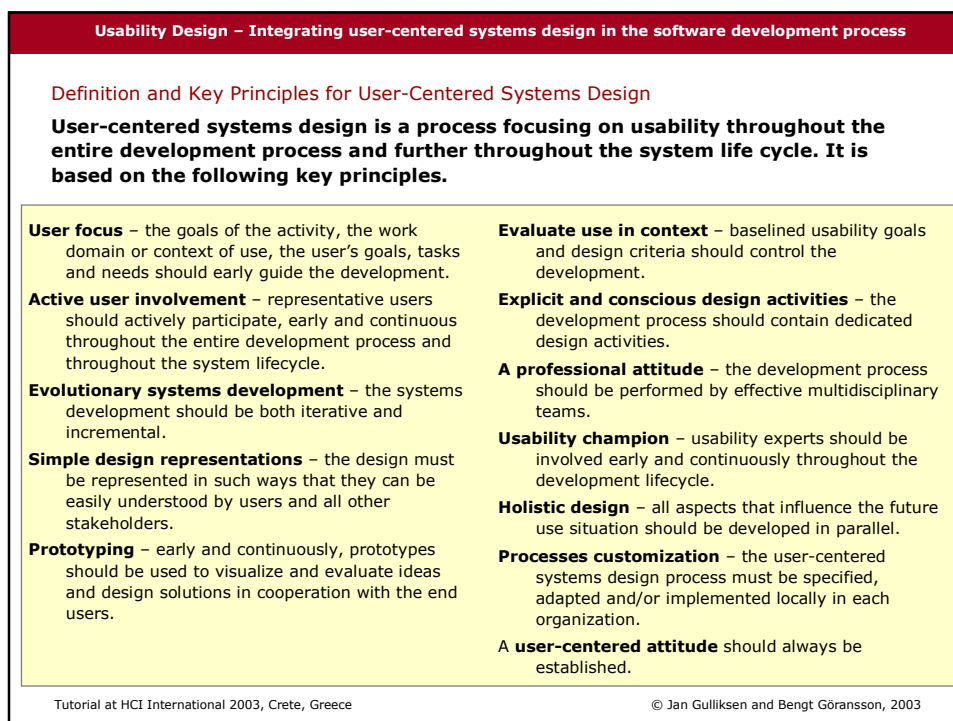 Usability Design – Integrating user-centered systems design in the software development process
Definition and Key Principles for User-Centered Systems Design
User-centered systems design is a process focusing on usability throughout the
entire development process and further throughout the system life cycle. It is
based on the following key principles.
User focus – the goals of the activity, the work
domain or context of use, the user's goals, tasks
and needs should early guide the development.
Active user involvement – representative users
should actively participate, early and continuous
throughout the entire development process and
throughout the system lifecycle.
Evolutionary systems development – the systems
development should be both iterative and
incremental.
Simple design representations – the design must
be represented in such ways that they can be
easily understood by users and all other
stakeholders.
Prototyping – early and continuously, prototypes
should be used to visualize and evaluate ideas
and design solutions in cooperation with the end
users.
Evaluate use in context – baselined usability goals
and design criteria should control the
development.
Explicit and conscious design activities – the
development process should contain dedicated
design activities.
A professional attitude – the development process
should be performed by effective multidisciplinary
teams.
Usability champion – usability experts should be
involved early and continuously throughout the
development lifecycle.
Holistic design – all aspects that influence the future
use situation should be developed in parallel.
Processes customization – the user-centered
systems design process must be specified,
adapted and/or implemented locally in each
organization.
A user-centered attitude should always be
established.
Tutorial at HCI International 2003, Crete, Greece
© Jan Gulliksen and Bengt Göransson, 2003